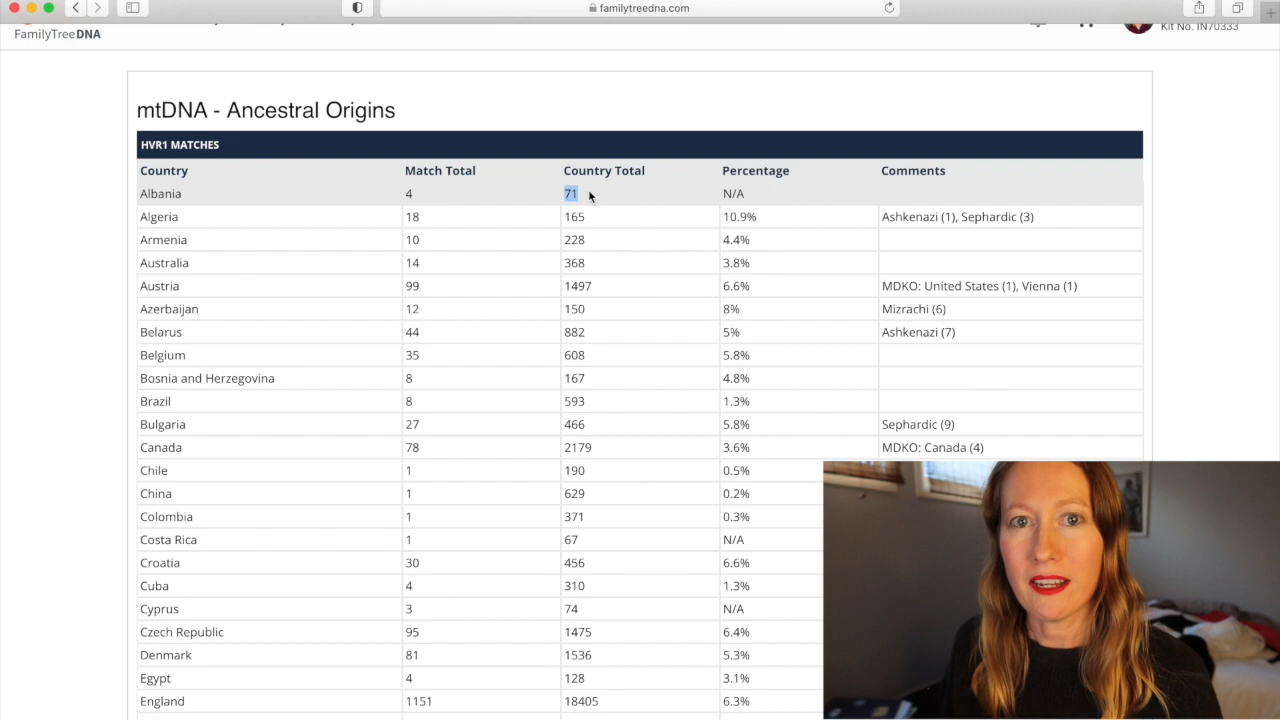 familytreedna.com
FamilyTreeDNA
Kit No. IN70333
mtDNA - Ancestral Origins
HVR1 MATCHES
Country Match Total Country Total Percentage Comments
Albania 4 71 N/A
Algeria 18 165 10.9% Ashkenazi (1), Sephardic (3)
Armenia 10 228 4.4%
Australia 14 368 3.8%
Austria 99 1497 6.6% MDKO: United States (1), Vienna (1)
Azerbaijan 12 150 8% Mizrachi (6)
Belarus 44 882 5% Ashkenazi (7)
Belgium 35 608 5.8%
Bosnia and Herzegovina 8 167 4.8%
Brazil 8 593 1.3%
Bulgaria 27 466 5.8% Sephardic (9)
Canada 78 2179 3.6% MDKO: Canada (4)
Chile 1 190 0.5%
China 1 629 0.2%
Colombia 1 371 0.3%
Costa Rica 1 67 N/A
Croatia 30 456 6.6%
Cuba 4 310 1.3%
Cyprus 3 74 N/A
Czech Republic 95 1475 6.4%
Denmark 81 1536 5.3%
Egypt 4 128 3.1%
England 1151 18405 6.3%